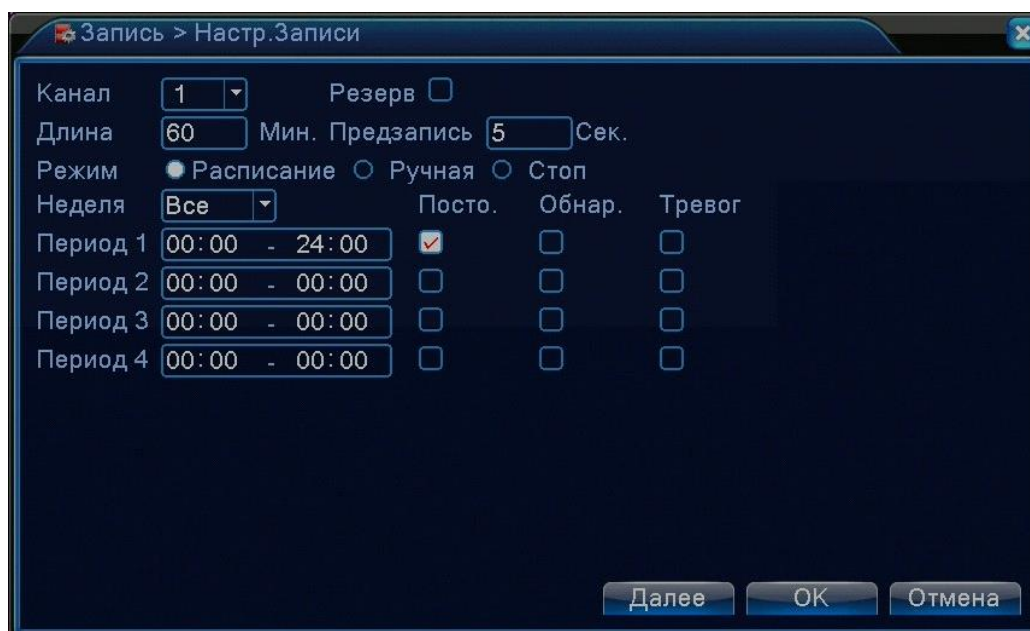 Запись > Настр.Записи
Канал 1 Резерв
Длина 60 Мин. Предзапись 5 Сек.
Режим Расписание Ручная Стоп
Неделя Все Посто. Обнар. Тревог
Период 1 00:00 - 24:00
Период 2 00:00 - 00:00
Период 3 00:00 - 00:00
Период 4 00:00 - 00:00
Далее OK Отмена